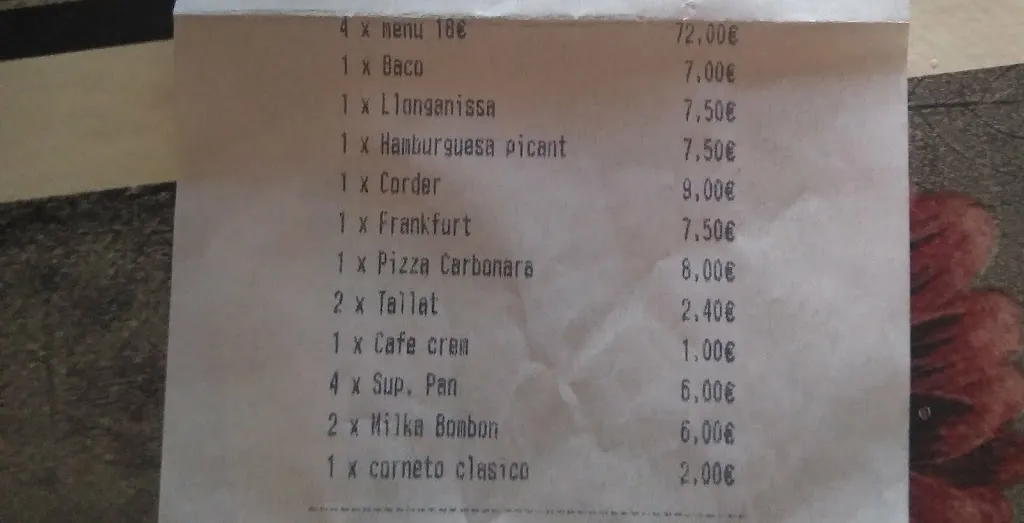 4 x menu 18€ 72,00€
1 x Baco 7,00€
1 x Llonganissa 7,50€
1 x Hamburguesa picant 7,50€
1 x Corder 9,00€
1 x Frankfurt 7,50€
1 x Pizza Carbonara 8,00€
2 x Tallat 2,40€
1 x Cafe crem 1,00€
4 x Sup. Pan 6,00€
2 x Milka Bombon 6,00€
1 x corneto clasico 2,00€